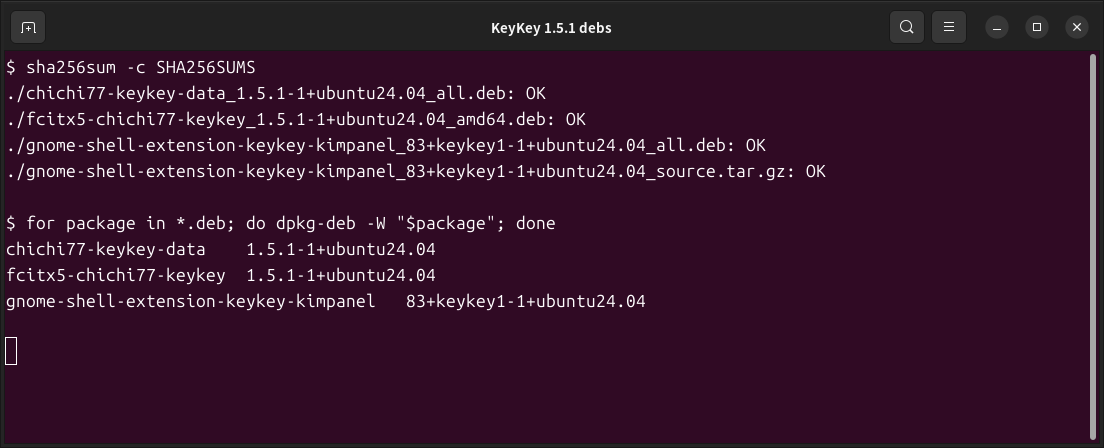 KeyKey 1.5.1 debs
$ sha256sum -c SHA256SUMS
./chichi77-keykey-data_1.5.1-1+ubuntu24.04_all.deb: OK
./fcitx5-chichi77-keykey_1.5.1-1+ubuntu24.04_amd64.deb: OK
./gnome-shell-extension-keykey-kimpanel_83+keykey1-1+ubuntu24.04_all.deb: OK
./gnome-shell-extension-keykey-kimpanel_83+keykey1-1+ubuntu24.04_source.tar.gz: OK
$ for package in *.deb; do dpkg-deb -W "$package"; done
chichi77-keykey-data    1.5.1-1+ubuntu24.04
fcitx5-chichi77-keykey  1.5.1-1+ubuntu24.04
gnome-shell-extension-keykey-kimpanel   83+keykey1-1+ubuntu24.04